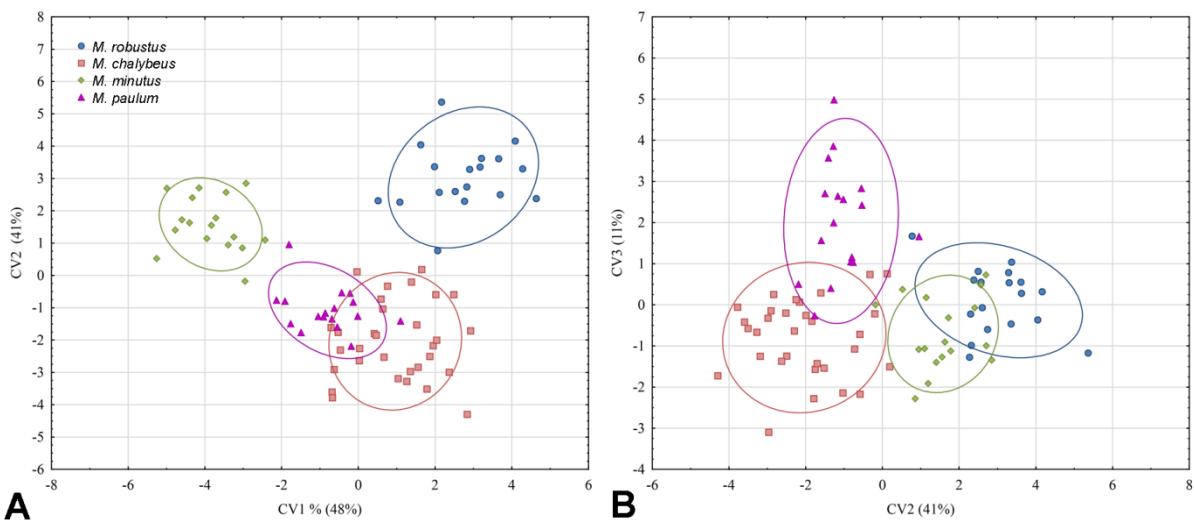 8
7
6
5
4
3
2
1
0
-1
-2
-3
-4
-5
-6
CV2 (41%)
M. robustus
M. chalybeus
M. minutus
M. paulum
-8 -6 -4 -2 0 2 4 6
CV1 % (48%)
A
7
6
5
4
3
2
1
0
-1
-2
-3
-4
CV3 (11%)
-6 -4 -2 0 2 4 6 8
CV2 (41%)
B